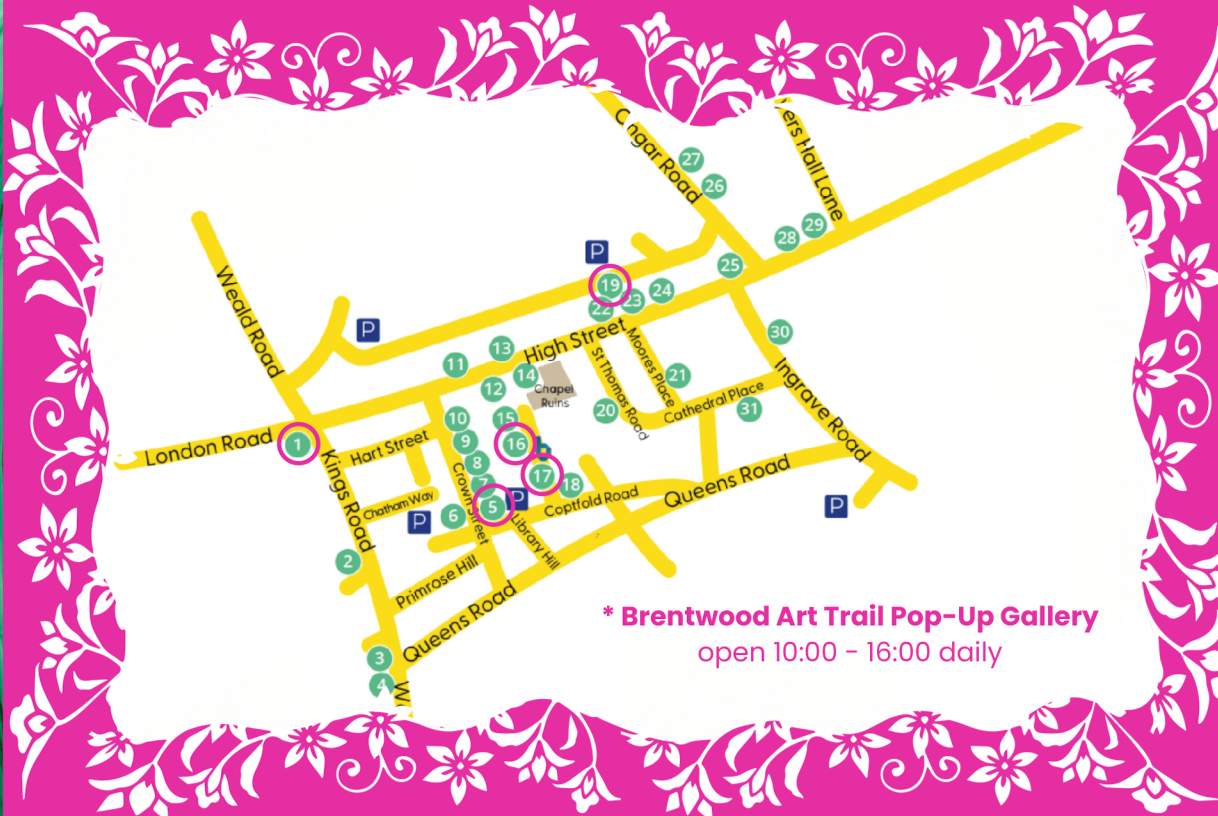 Ongar Road
ers Hall Lane
27
26
29
28
P
25
Weald Road
19
24
23
22
P
High Street
30
13
11
14
12
Chapel
Ruins
St Thomas Road
Moores Place
21
Cathedral Place
Ingrave Road
31
20
10
15
London Road
1
Hart Street
9
16
Kings Road
8
17
7
18
Crown Street
Chatham Way
P
5
Coptfold Road
Queens Road
P
P
6
Library Hill
2
Primrose Hill
Queens Road
3
4
W
* Brentwood Art Trail Pop-Up Gallery
open 10:00 - 16:00 daily